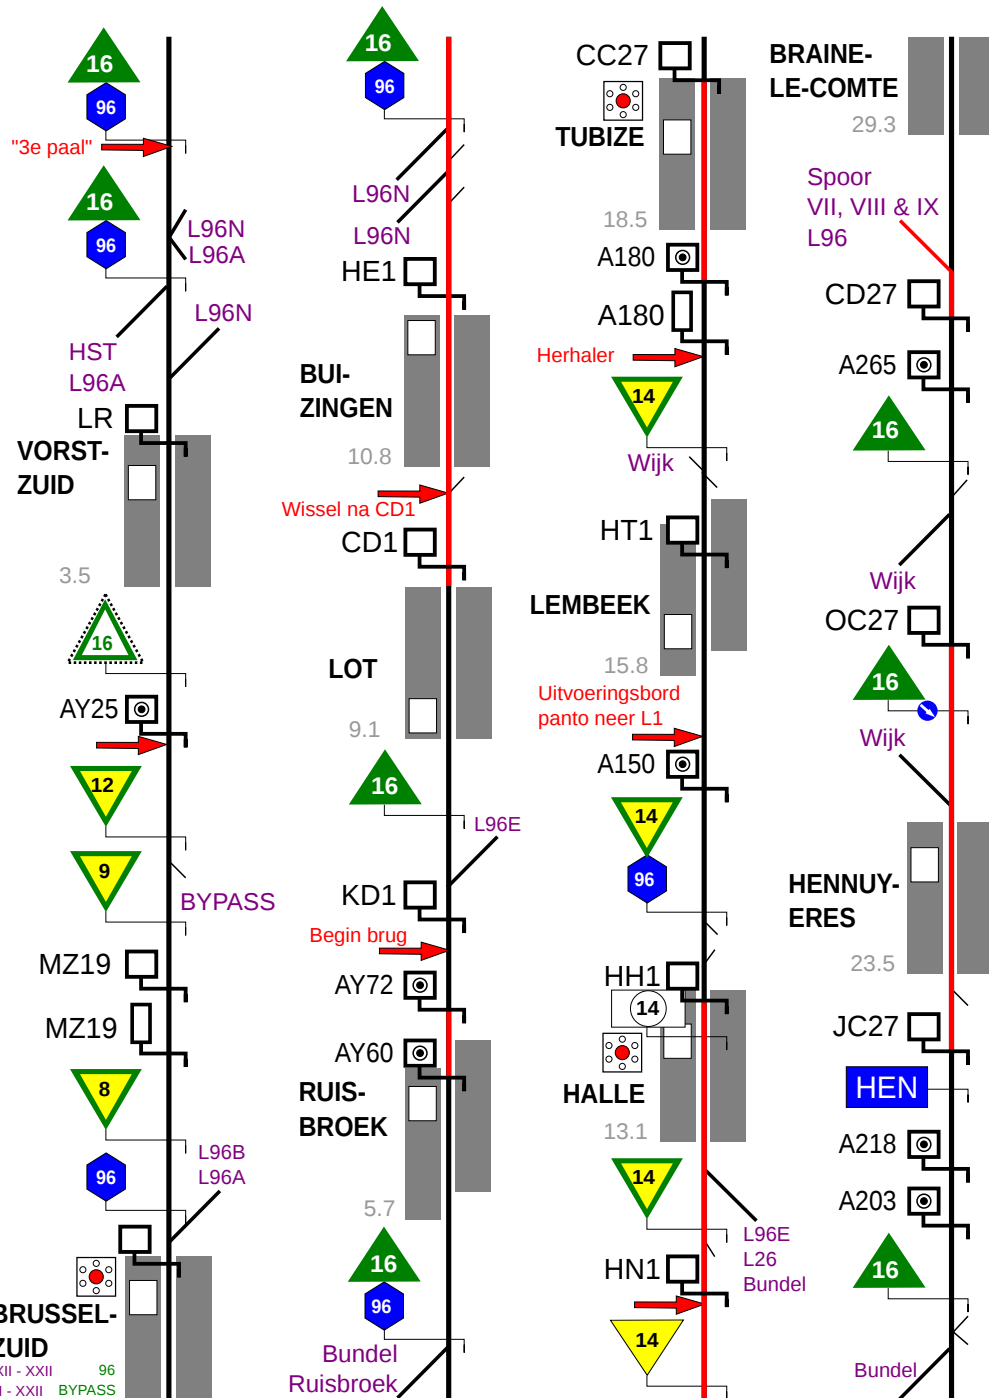 16
96
"3e paal"
16
96
L96N
L96A
L96N
HST
L96A
LR
VORST-
ZUID
3.5
16
AY25
12
9
BYPASS
MZ19
MZ19
8
L96B
L96A
96
BRUSSEL-
ZUID
XII - XXII
96
I - XXII
BYPASS
16
96
L96N
L96N
HE1
BUI-
ZINGEN
10.8
Wissel na CD1
CD1
LOT
9.1
16
L96E
KD1
Begin brug
AY72
AY60
RUIS-
BROEK
5.7
16
96
Bundel
Ruisbroek
CC27
TUBIZE
18.5
A180
A180
Herhaler
14
Wijk
HT1
LEMBEEK
15.8
Uitvoeringsbord
panto neer L1
A150
14
96
HH1
14
HALLE
13.1
14
L96E
L26
Bundel
HN1
14
BRAINE-
LE-COMTE
29.3
Spoor
VII, VIII & IX
L96
CD27
A265
16
Wijk
OC27
16
Wijk
HENNUY-
ERES
23.5
JC27
HEN
A218
A203
16
Bundel